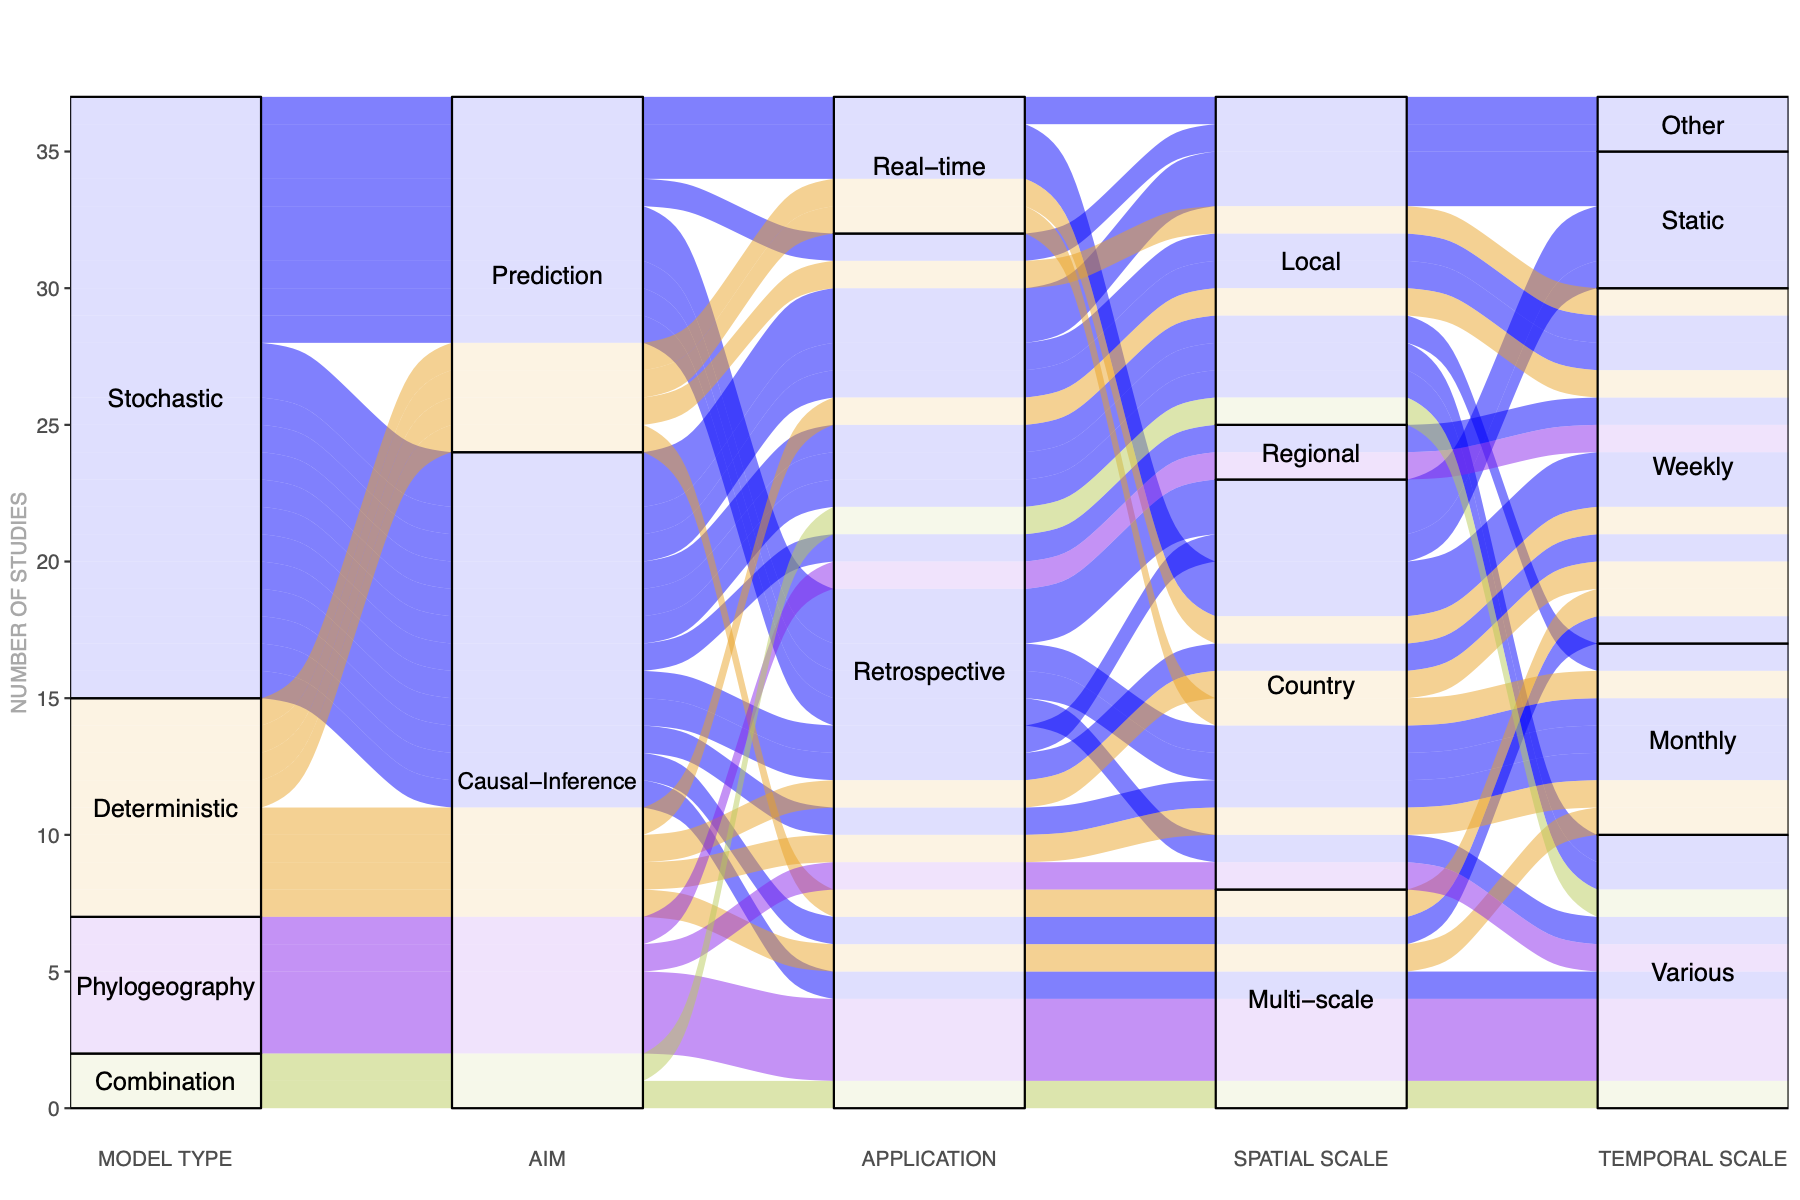 NUMBER OF STUDIES
35
30
25
20
15
10
5
0
Stochastic
Deterministic
Phylogeography
Combination
Prediction
Causal−Inference
Real−time
Retrospective
Local
Regional
Country
Multi−scale
Other
Static
Weekly
Monthly
Various
MODEL TYPE
AIM
APPLICATION
SPATIAL SCALE
TEMPORAL SCALE